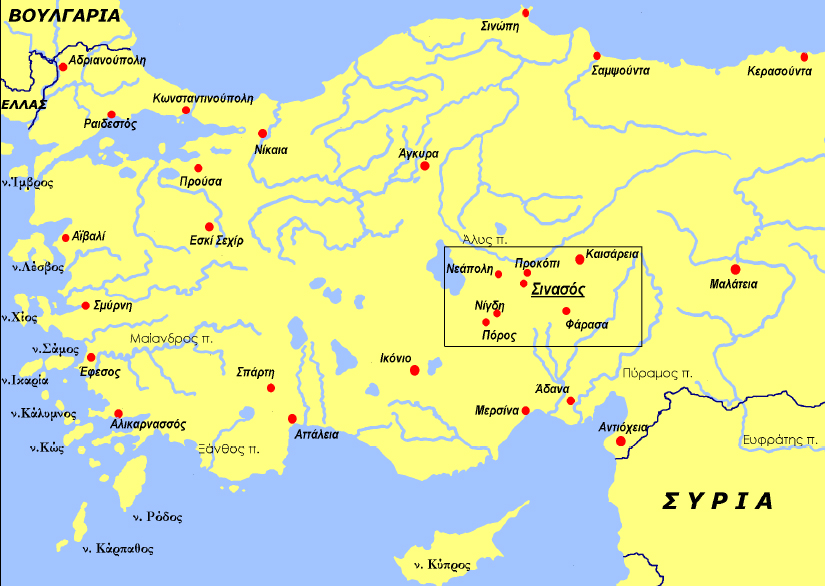 ΒΟΥΛΓΑΡΙΑ
Σινώπη
Αδριανούπολη
Σαμψούντα
Κερασούντα
ΕΛΛΑΣ
Κωνσταντινούπολη
Ραιδεστός
Νίκαια
Άγκυρα
ν.Ίμβρος
Προύσα
Αϊβαλί
Εσκί Σεχίρ
Άλυς π.
Καισάρεια
ν.Λέσβος
Νεάπολη
Προκόπι
Σινασός
Μαλάτεια
ν.Χίος
Σμύρνη
Νίγδη
Φάρασα
Πόρος
Μαίανδρος π.
ν.Σάμος
Έφεσος
Σπάρτη
Ικόνιο
ν.Ικαρία
Πύραμος π.
Άδανα
ν.Κάλυμνος
Αλικαρνασσός
Μερσίνα
Απάλεια
Αντιόχεια
ν.Κώς
Ξάνθος π.
Ευφράτης π.
ΣΥΡΙΑ
ν. Ρόδος
ν. Κάρπαθος
ν. Κύπρος